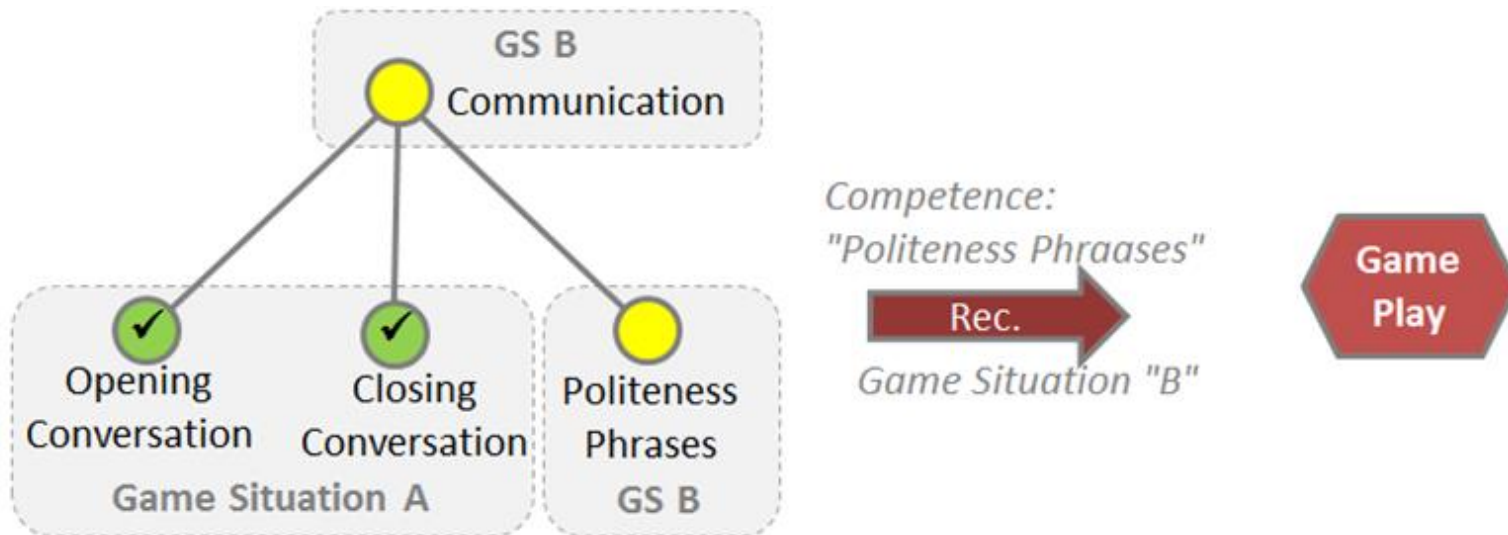 GS B
Communication
Opening
Conversation
Closing
Conversation
Game Situation A
Politeness
Phrases
GS B
Competence:
"Politeness Phraases"
Rec.
Game Situation "B"
Game
Play